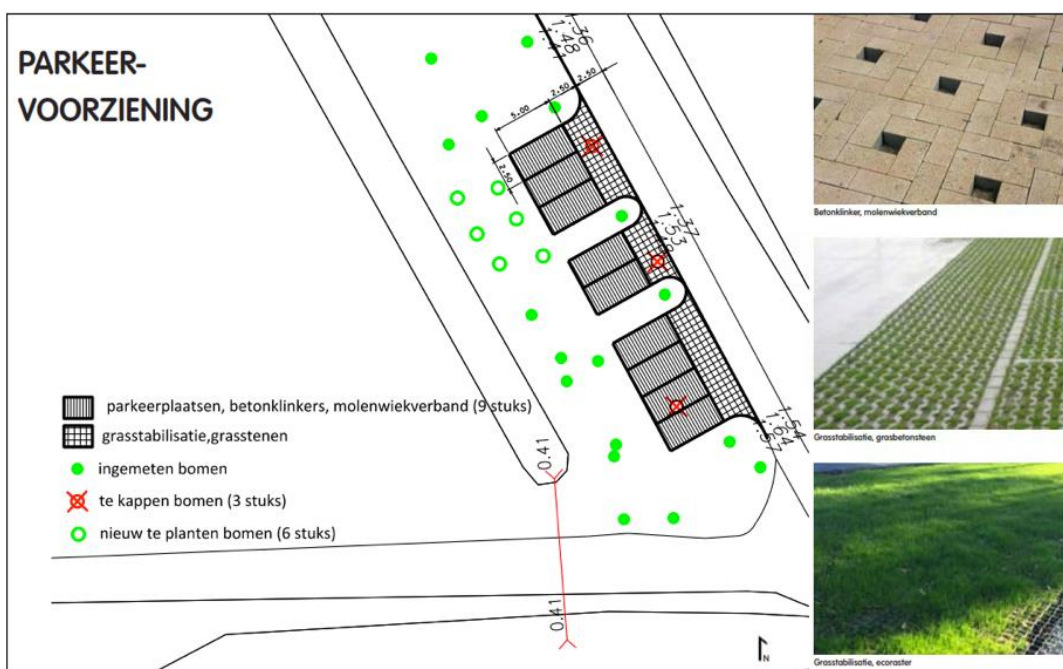 PARKEER-
VOORZIENING
1.36
1.48
2.50
2.50
5.00
2.50
1.37
1.53
1.54
1.64
1.57
0.41
0.41
parkeerplaatsen, betonklinkers, molenwiekverband (9 stuks)
grasstabilisatie,grasstenen
ingemeten bomen
te kappen bomen (3 stuks)
nieuw te planten bomen (6 stuks)
N
Betonklinker, molenwiekverband
Grasstabilisatie, grasbetonsteen
Grasstabilisatie, ecoraster